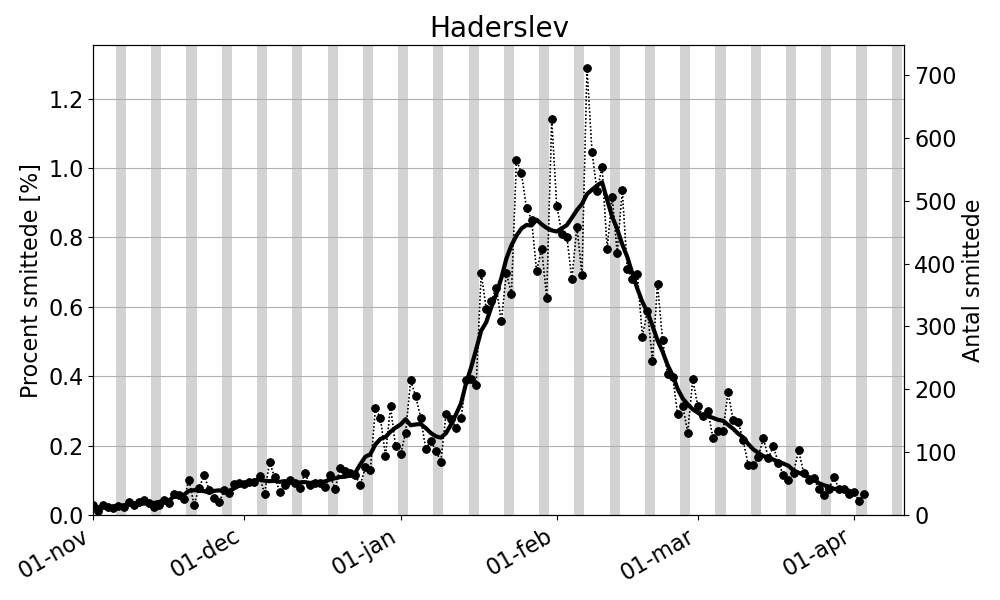 Haderslev
Procent smittede [%]
1.2
1.0
0.8
0.6
0.4
0.2
0.0
700
600
500
400
300
200
100
0
Antal smittede
01-nov
01-dec
01-jan
01-feb
01-mar
01-apr